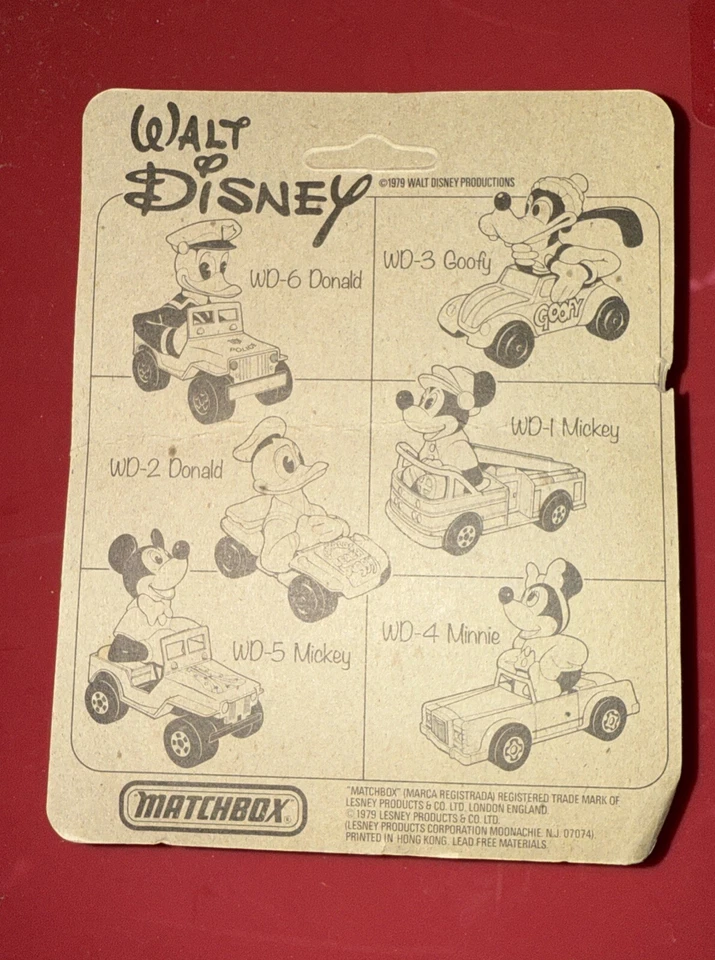 WALT
DISNEY
©1979 WALT DISNEY PRODUCTIONS
WD-6 Donald
POLICE
WD-3 Goofy
GOOFY
WD-2 Donald
WD-1 Mickey
WD-5 Mickey
WD-4 Minnie
MATCHBOX
"MATCHBOX" (MARCA REGISTRADA) REGISTERED TRADE MARK OF
LESNEY PRODUCTS & CO. LTD. LONDON ENGLAND.
©1979 LESNEY PRODUCTS & CO. LTD.
(LESNEY PRODUCTS CORPORATION MOONACHIE. N.J. 07074)
PRINTED IN HONG KONG. LEAD FREE MATERIALS.